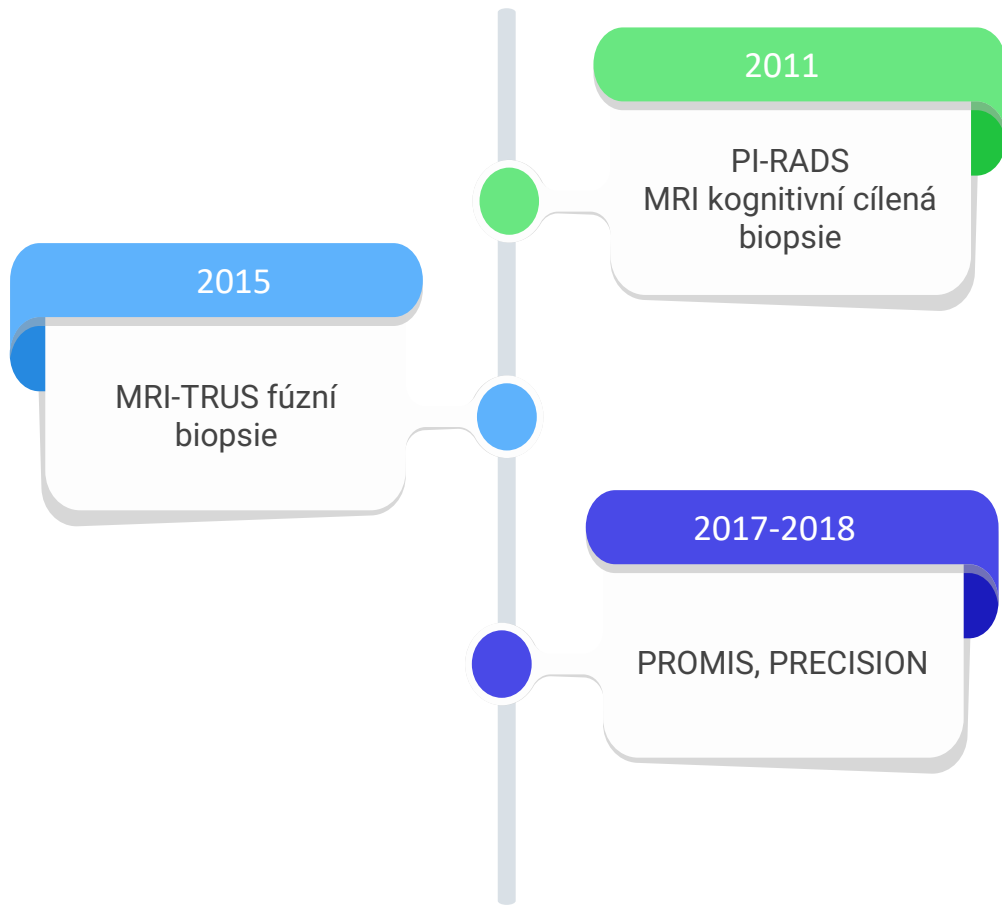 2011
PI-RADS
MRI kognitivní cílená
biopsie
2015
MRI-TRUS fúzní
biopsie
2017-2018
PROMIS, PRECISION